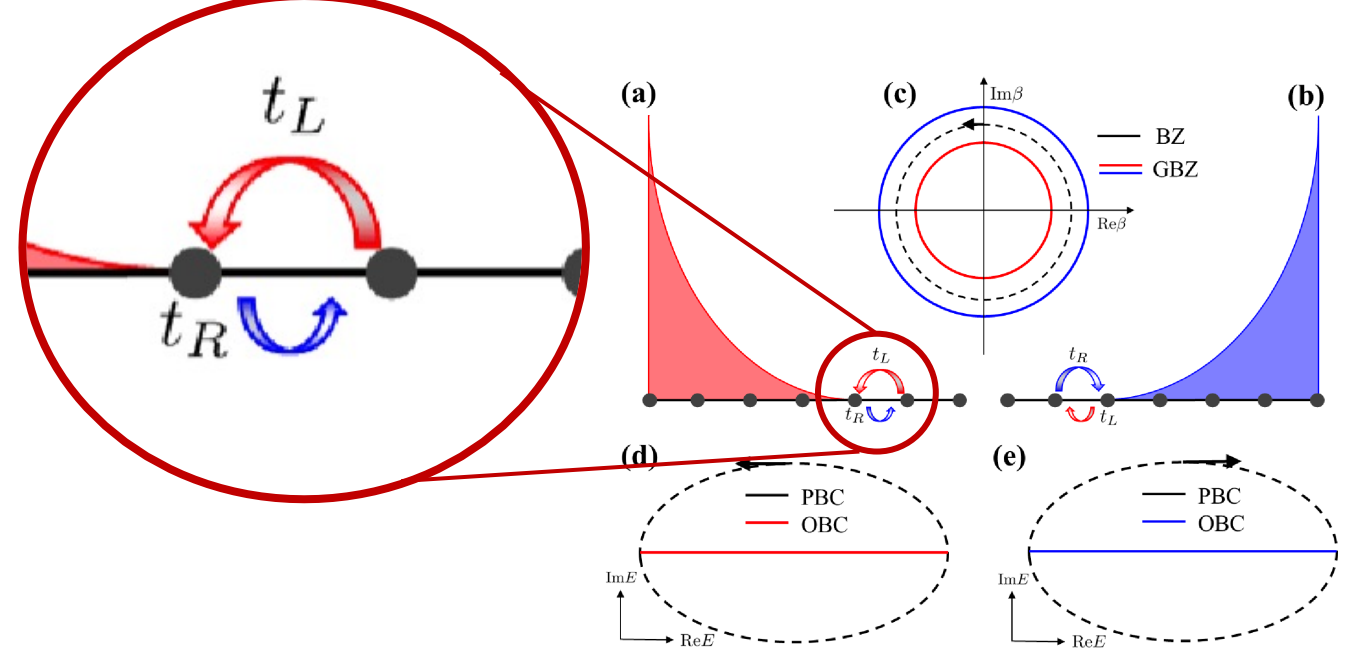 t_L
t_R
(a)
(c)
Imβ
(b)
BZ
GBZ
Reβ
t_L
t_R
t_R
t_L
(d)
PBC
OBC
ImE
ReE
(e)
PBC
OBC
ImE
ReE